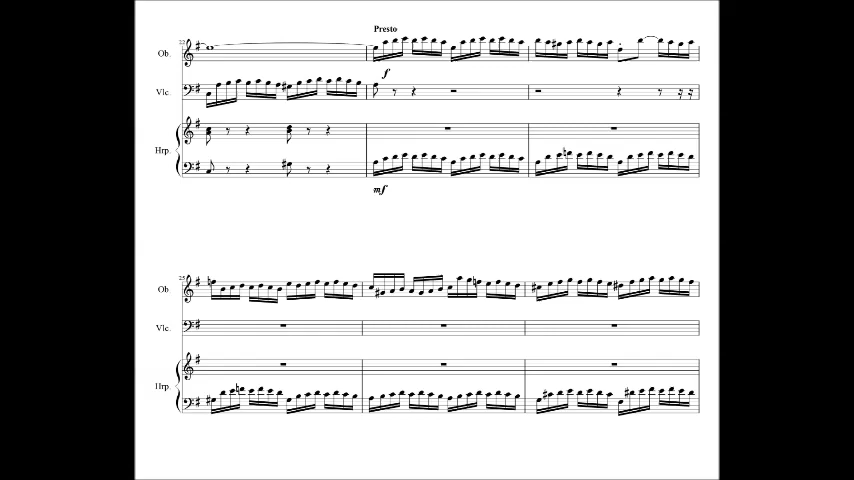 Presto
22
Ob.
f
Vlc.
Hrp.
mf
25
Ob
Vlc.
Hrp.